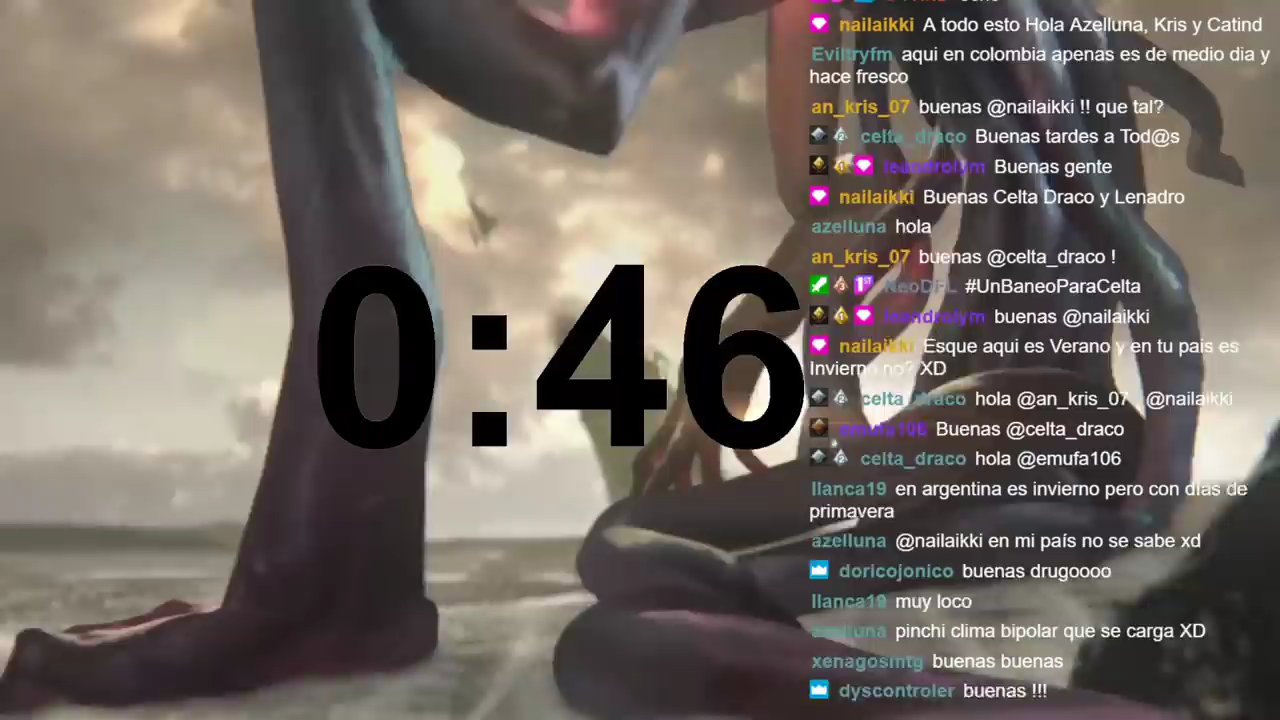 nailaikki A todo esto Hola Azelluna, Kris y Catind
Eviltryfm aqui en colombia apenas es de medio dia y
hace fresco
an_kris_07 buenas @nailaikki !! que tal?
celta_draco Buenas tardes a Tod@s
leandrolym Buenas gente
nailaikki Buenas Celta Draco y Lenadro
azelluna hola
an_kris_07 buenas @celta_draco !
NeoDFL #UnBaneoParaCelta
leandrolym buenas @nailaikki
nailaikki Esque aqui es Verano y en tu pais es
Invierno no? XD
0:46
celta_draco hola @an_kris_07 , @nailaikki
emufa106 Buenas @celta_draco
celta_draco hola @emufa106
llanca19 en argentina es invierno pero con dias de
primavera
azelluna @nailaikki en mi país no se sabe xd
doricojonico buenas drugoooo
llanca19 muy loco
azelluna pinchi clima bipolar que se carga XD
xenagosmtg buenas buenas
dyscontroler buenas !!!